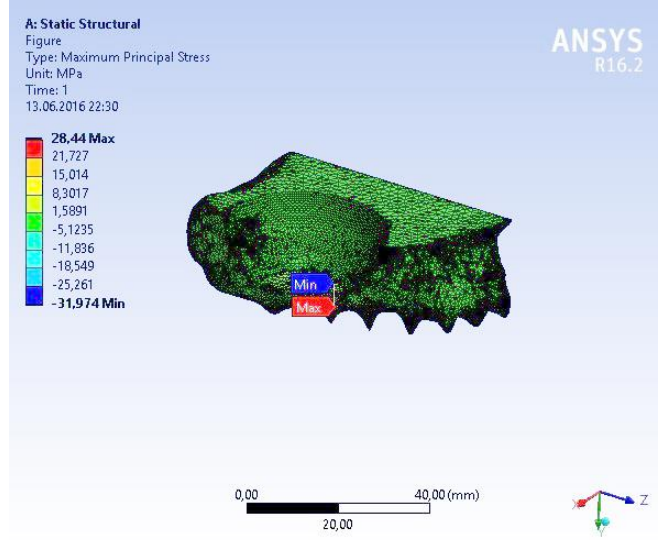 A: Static Structural
Figure
Type: Maximum Principal Stress
Unit: MPa
Time: 1
13.06.2016 22:30
ANSYS
R16.2
28,44 Max
21,727
15,014
8,3017
1,5891
-5,1235
-11,836
-18,549
-25,261
-31,974 Min
Min
Max
0,00
40,00 (mm)
20,00
X
Y
Z